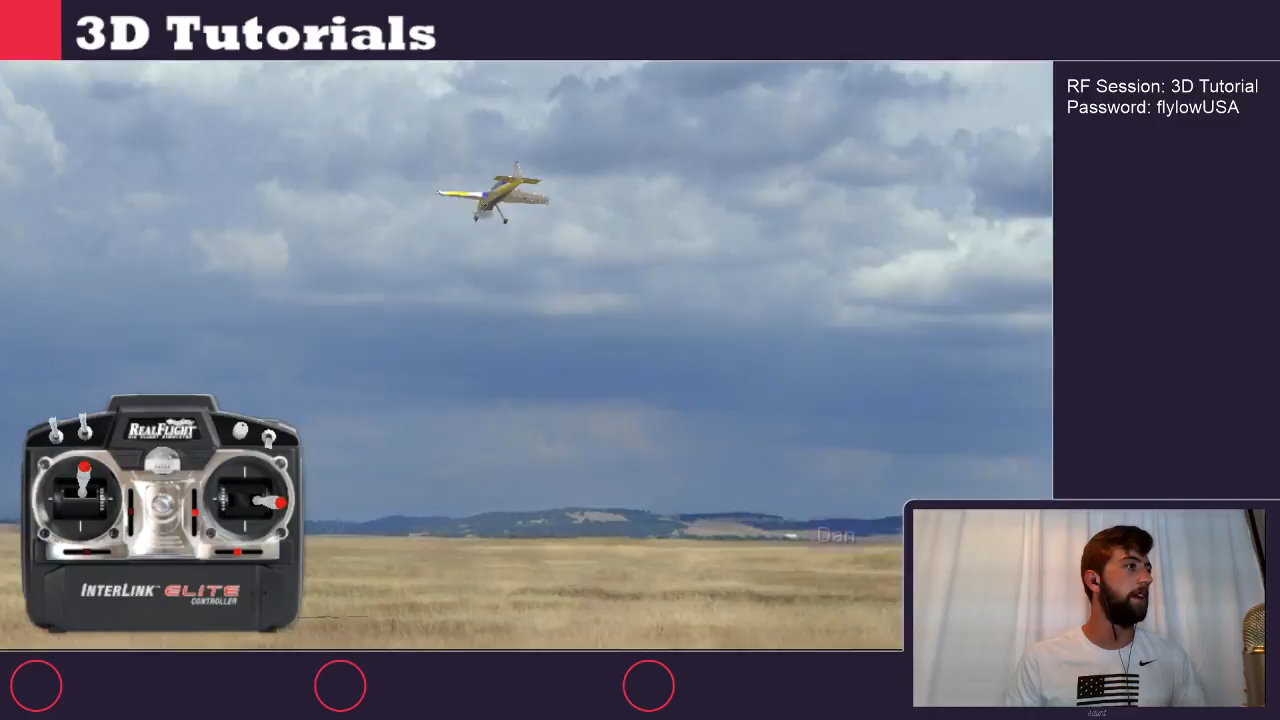 3D Tutorials
RF Session: 3D Tutorial
Password: flylowUSA
REALFLIGHT
Dan
INTERLINK ELITE
CONTROLLER